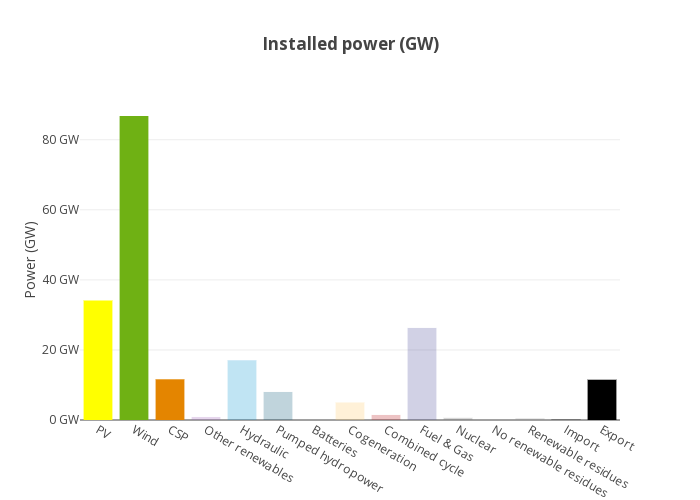 Installed power (GW)
Power (GW)
80 GW
60 GW
40 GW
20 GW
0 GW
PV
Wind
CSP
Other renewables
Hydraulic
Pumped hydropower
Batteries
Cogeneration
Combined cycle
Fuel & Gas
Nuclear
No renewable residues
Renewable residues
Import
Export